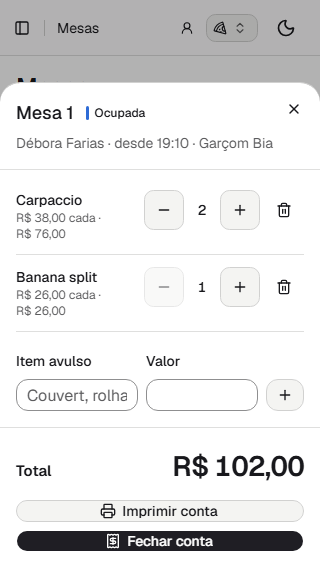 Mesas
Mesa 1
Ocupada
Débora Farias · desde 19:10 · Garçom Bia
Carpaccio
R$ 38,00 cada ·
R$ 76,00
2
Banana split
R$ 26,00 cada ·
R$ 26,00
1
Item avulso
Valor
Couvert, rolha
Total
R$ 102,00
Imprimir conta
Fechar conta